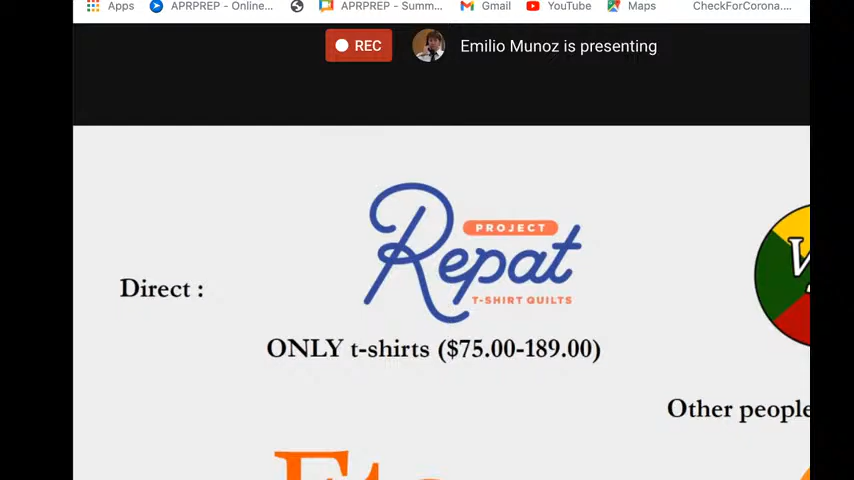 Apps APRPREP - Online... APRPREP - Summ... Gmail YouTube Maps CheckForCorona....
REC Emilio Munoz is presenting
PROJECT
Repat
T-SHIRT QUILTS
Direct :
ONLY t-shirts ($75.00-189.00)
Other people